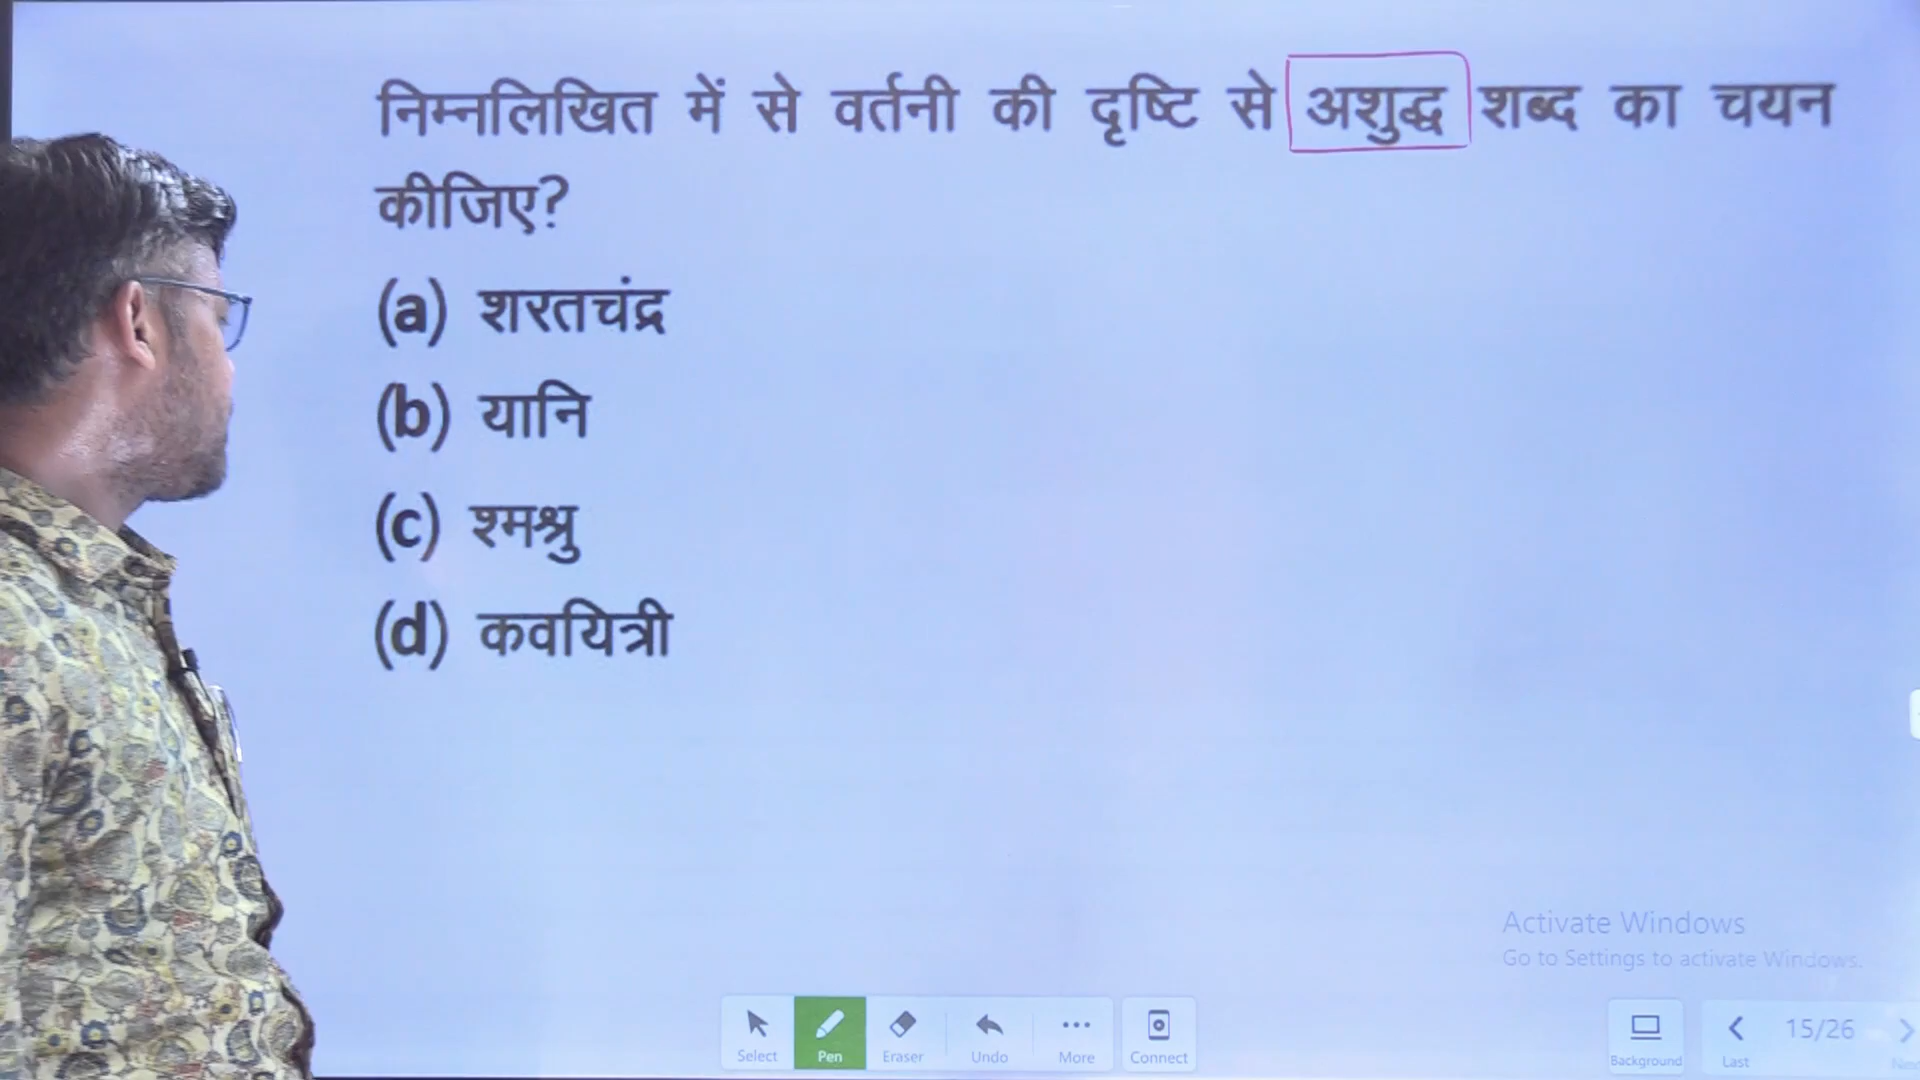 निम्नलिखित में से वर्तनी की दृष्टि से अशुद्ध शब्द का चयन
कीजिए?
(a) शरतचंद्र
(b) यानि
(c) श्मश्रु
(d) कवयित्री
Activate Windows
Go to Settings to activate Windows.
Select Pen Eraser Undo More Connect Background Last 15/26